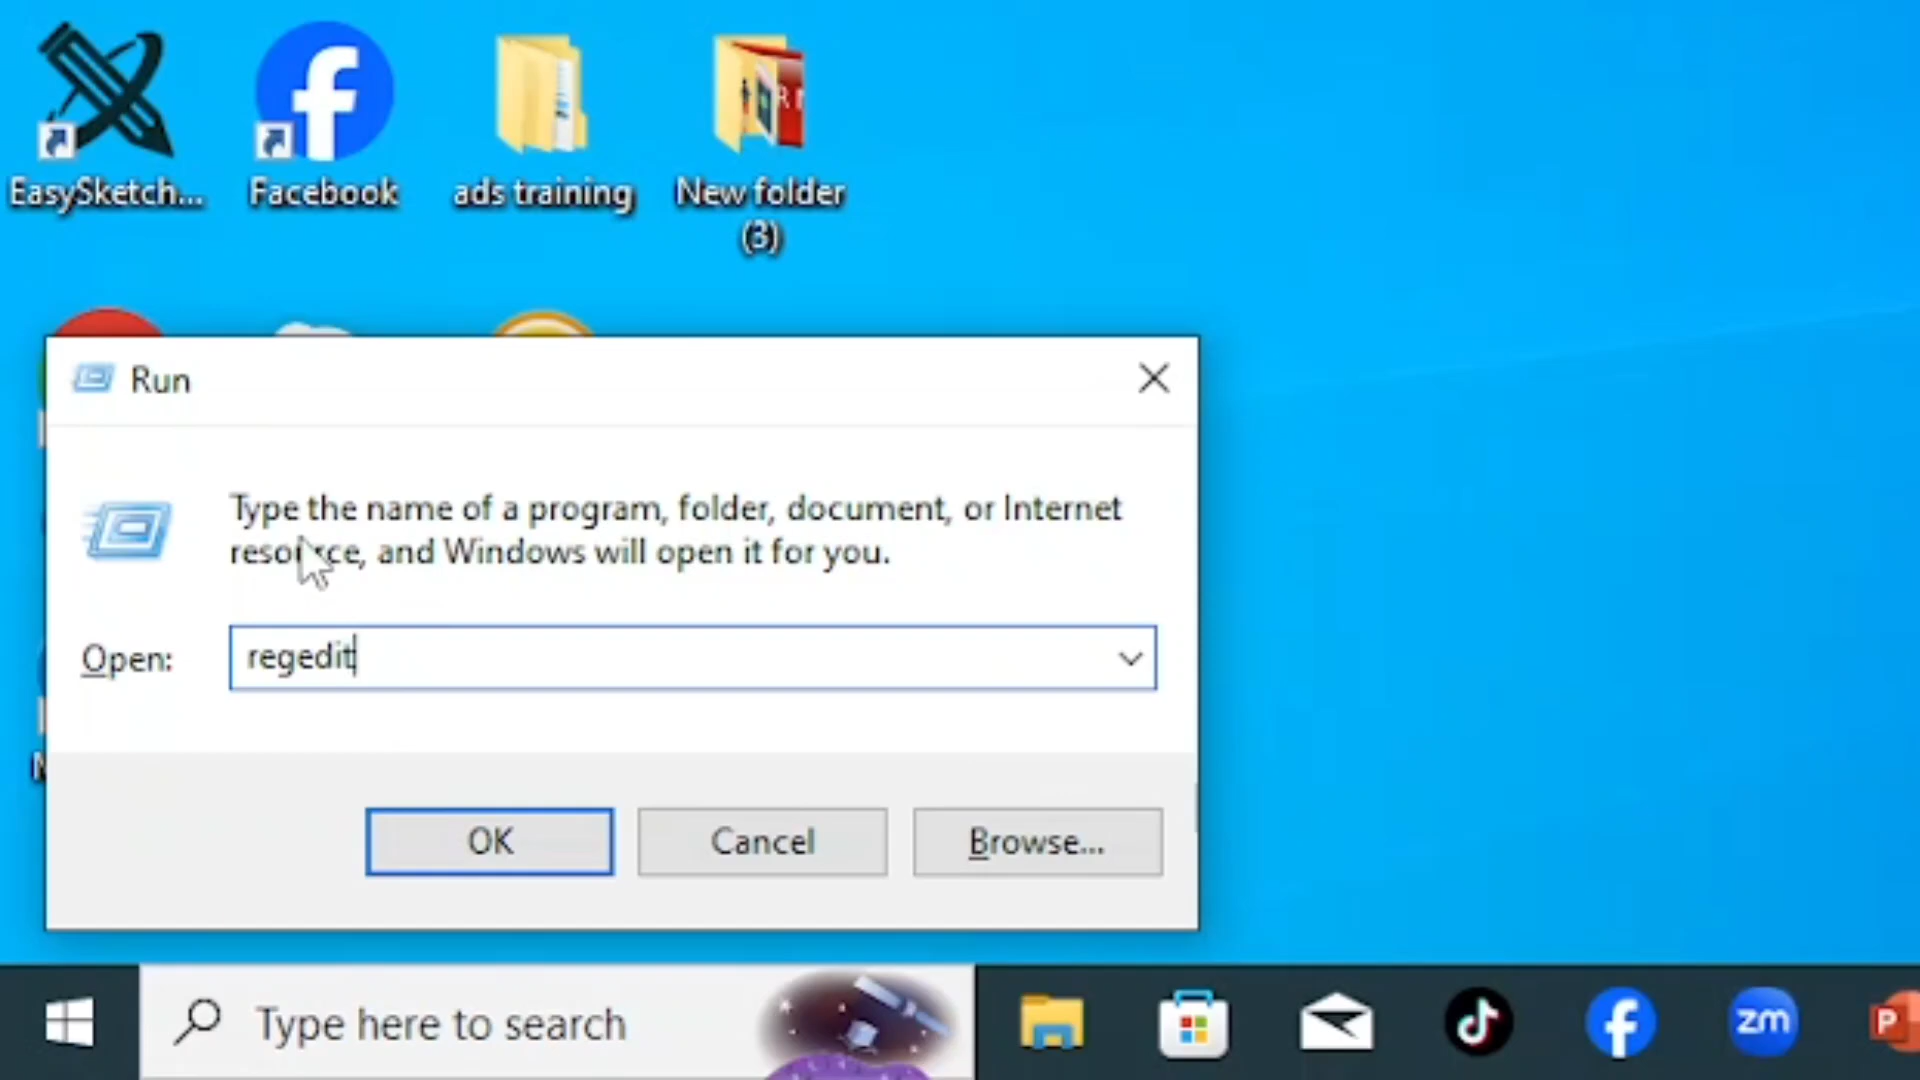 EasySketch...
Facebook
ads training
New folder
(3)
Run
Type the name of a program, folder, document, or Internet
resource, and Windows will open it for you.
Open:
regedit
OK
Cancel
Browse...
Type here to search
zm
P